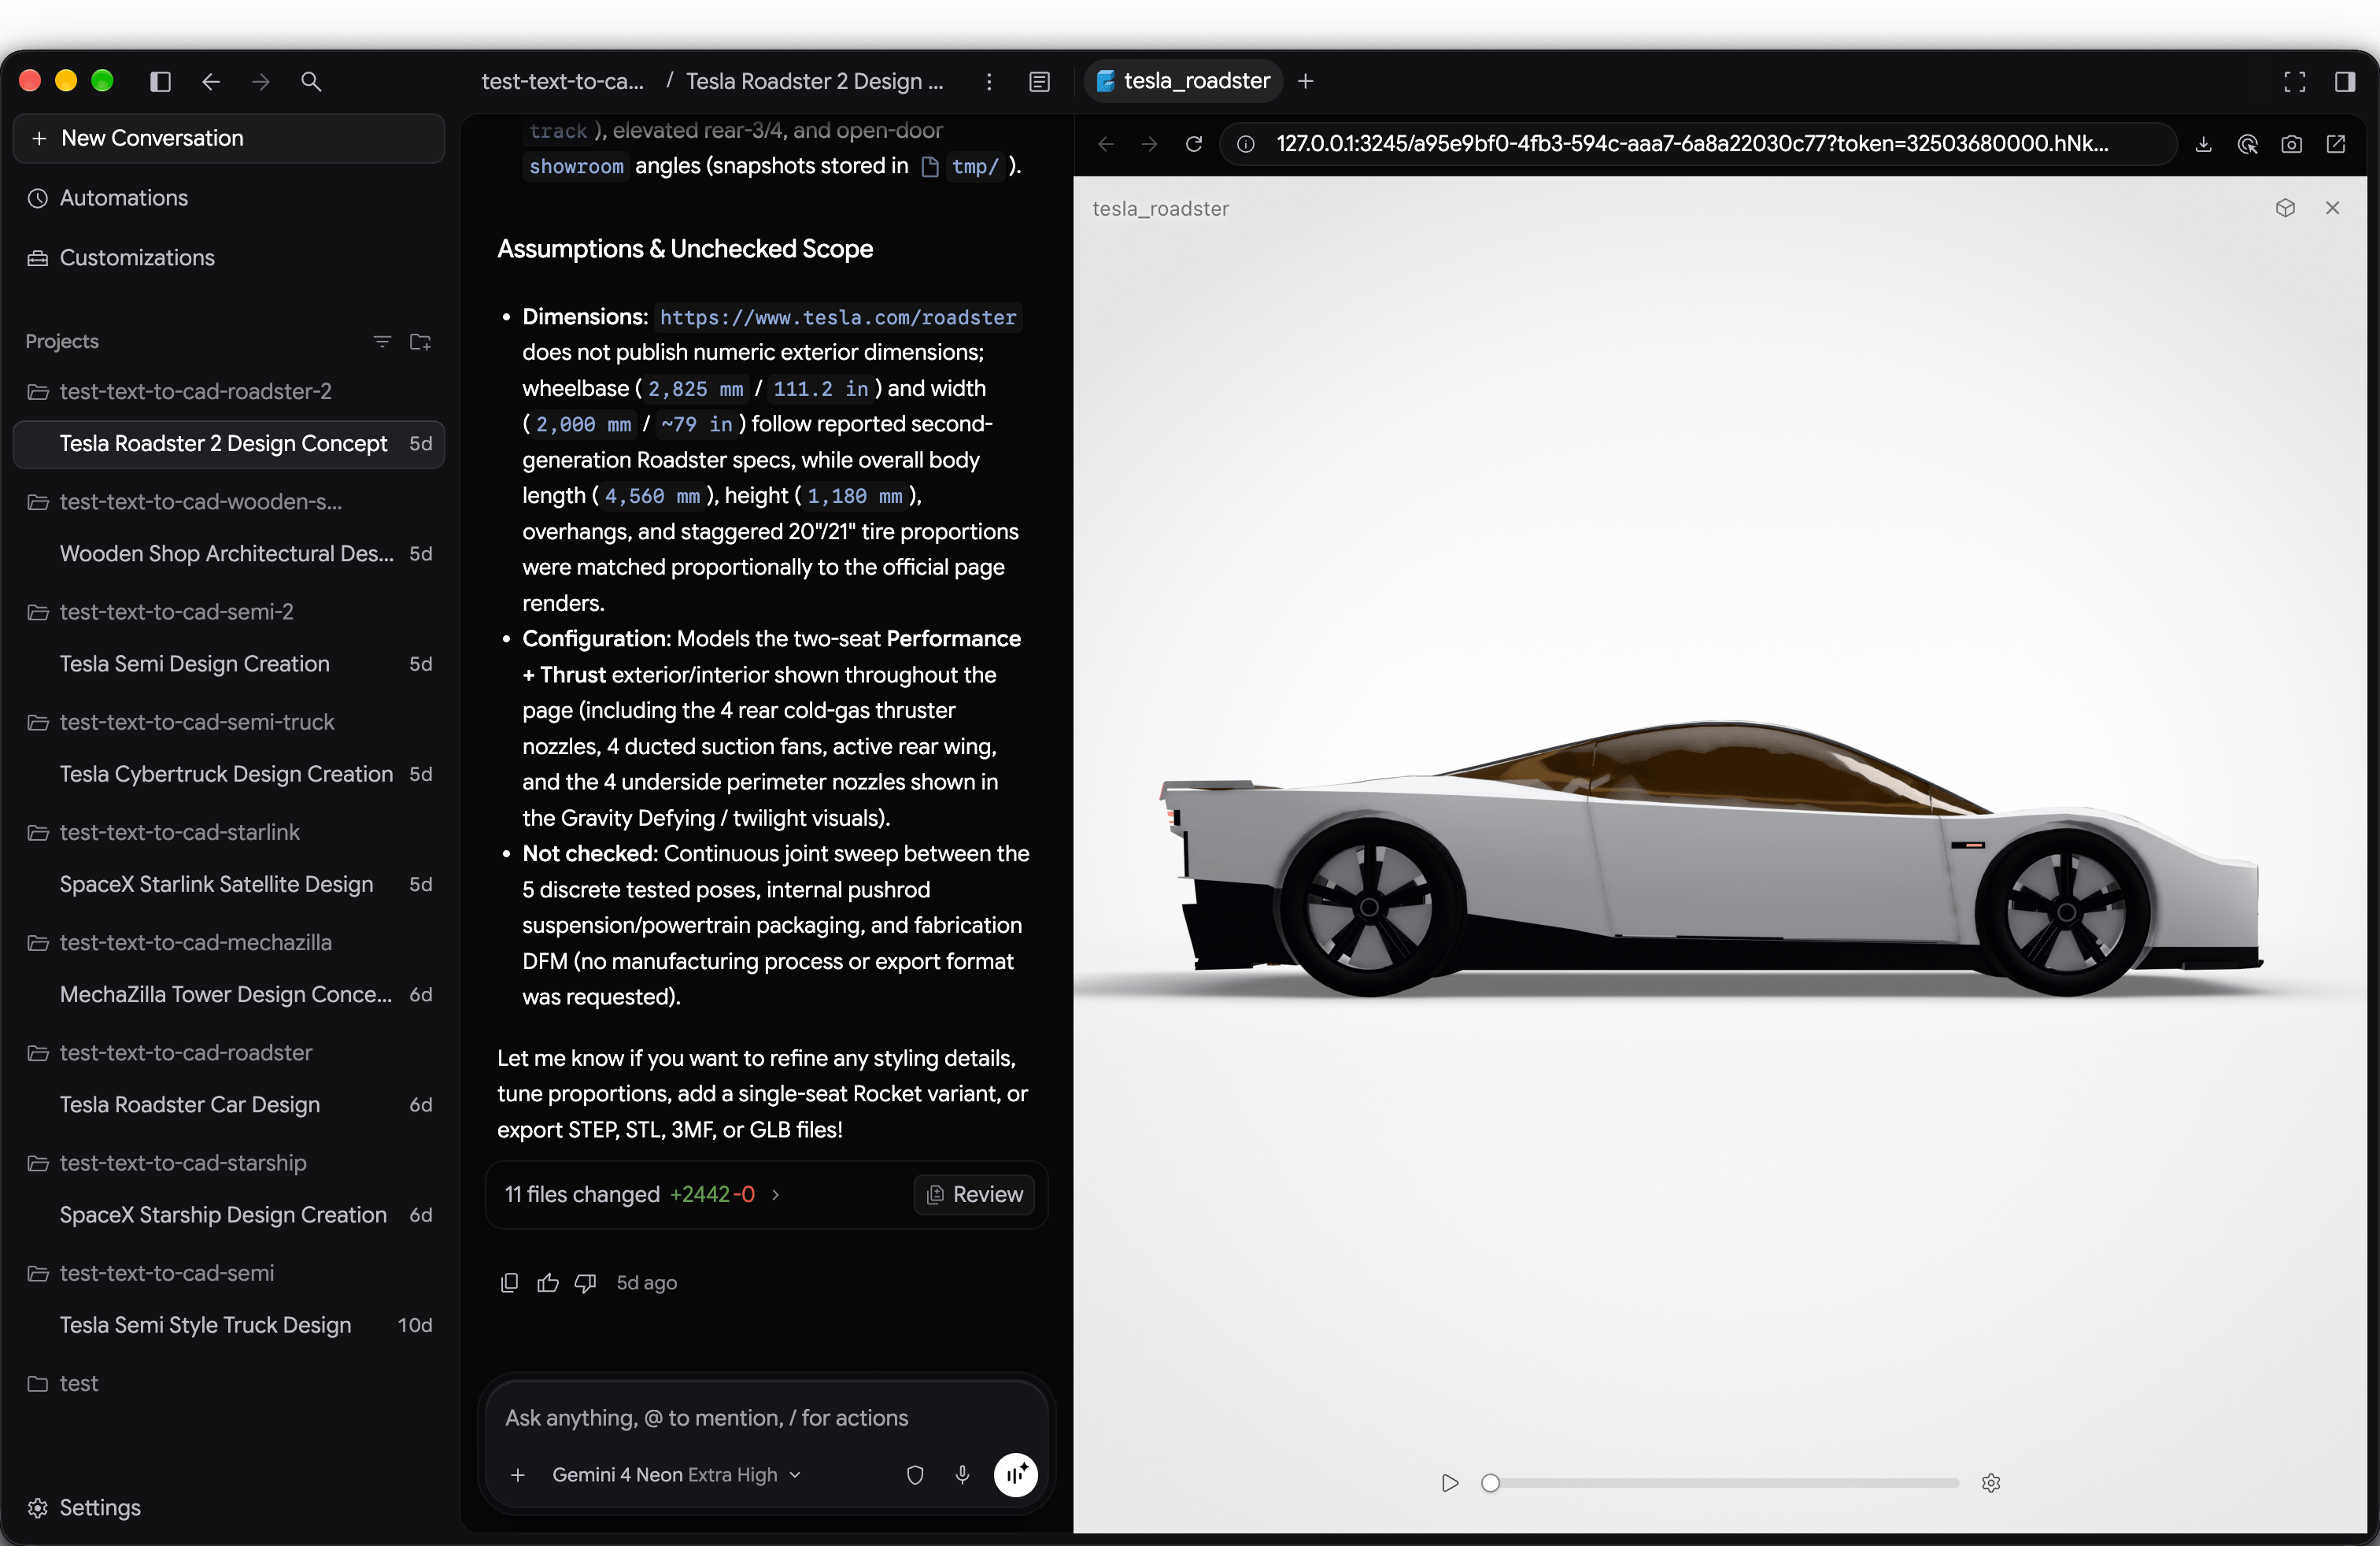 test-text-to-ca... / Tesla Roadster 2 Design ...
tesla_roadster
New Conversation
Automations
Customizations
Projects
test-text-to-cad-roadster-2
Tesla Roadster 2 Design Concept 5d
test-text-to-cad-wooden-s...
Wooden Shop Architectural Des... 5d
test-text-to-cad-semi-2
Tesla Semi Design Creation 5d
test-text-to-cad-semi-truck
Tesla Cybertruck Design Creation 5d
test-text-to-cad-starlink
SpaceX Starlink Satellite Design 5d
test-text-to-cad-mechazilla
MechaZilla Tower Design Conce... 6d
test-text-to-cad-roadster
Tesla Roadster Car Design 6d
test-text-to-cad-starship
SpaceX Starship Design Creation 6d
test-text-to-cad-semi
Tesla Semi Style Truck Design 10d
test
Settings
track ), elevated rear-3/4, and open-door
showroom angles (snapshots stored in tmp/ ).
Assumptions & Unchecked Scope
• Dimensions: https://www.tesla.com/roadster
does not publish numeric exterior dimensions;
wheelbase ( 2,825 mm / 111.2 in ) and width
( 2,000 mm / ~79 in ) follow reported second-
generation Roadster specs, while overall body
length ( 4,560 mm ), height ( 1,180 mm ),
overhangs, and staggered 20"/21" tire proportions
were matched proportionally to the official page
renders.
• Configuration: Models the two-seat Performance
+ Thrust exterior/interior shown throughout the
page (including the 4 rear cold-gas thruster
nozzles, 4 ducted suction fans, active rear wing,
and the 4 underside perimeter nozzles shown in
the Gravity Defying / twilight visuals).
• Not checked: Continuous joint sweep between the
5 discrete tested poses, internal pushrod
suspension/powertrain packaging, and fabrication
DFM (no manufacturing process or export format
was requested).
Let me know if you want to refine any styling details,
tune proportions, add a single-seat Rocket variant, or
export STEP, STL, 3MF, or GLB files!
11 files changed +2442 -0
Review
5d ago
Ask anything, @ to mention, / for actions
Gemini 4 Neon Extra High
127.0.0.1:3245/a95e9bf0-4fb3-594c-aaa7-6a8a22030c77?token=32503680000.hNk...
tesla_roadster